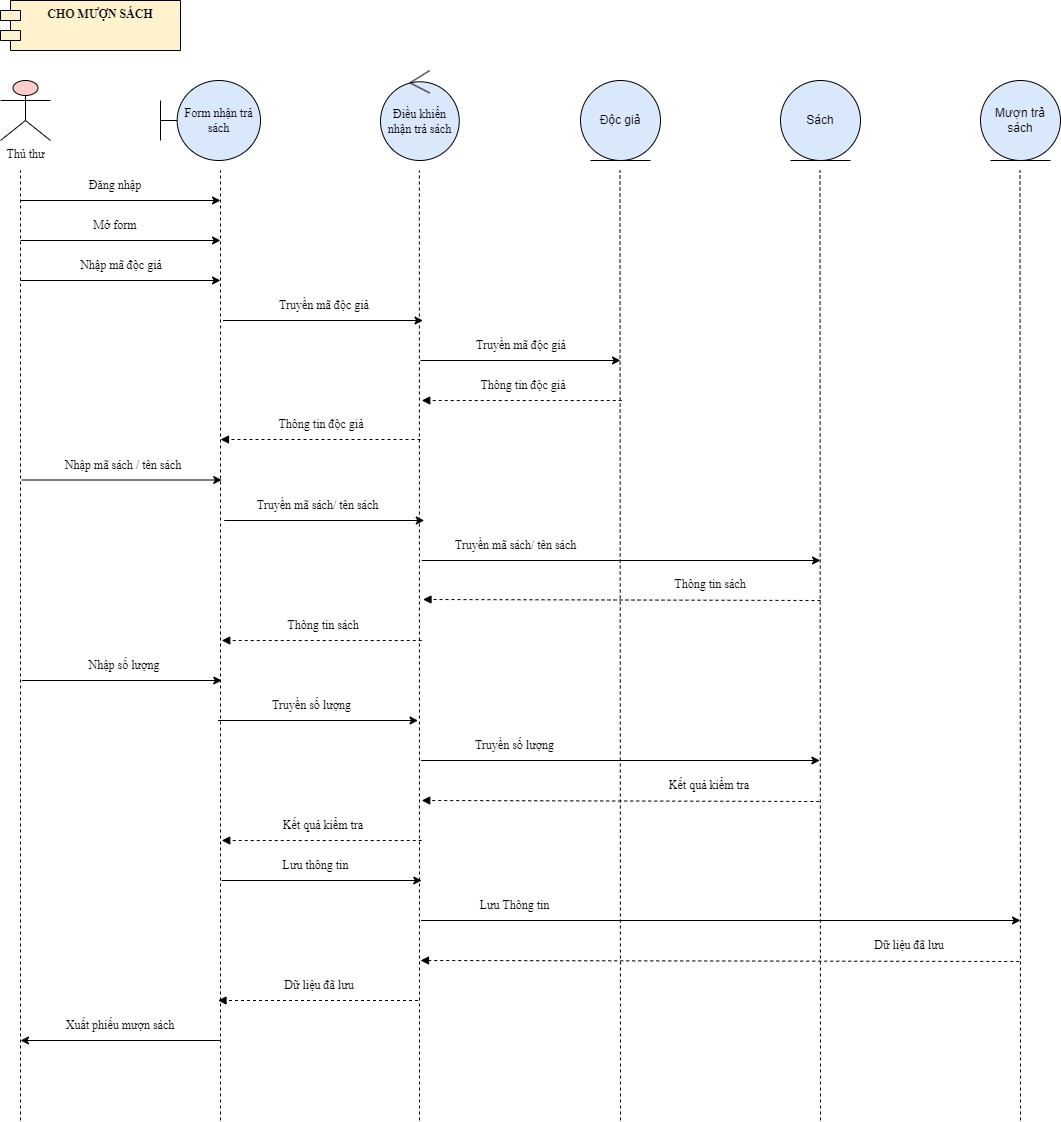 CHO MƯỢN SÁCH
Form nhận trả
sách
Điều khiển
nhận trả sách
Độc giả
Sách
Mượn trả
sách
Thủ thư
Đăng nhập
Mở form
Nhập mã độc giả
Truyền mã độc giả
Truyền mã độc giả
Thông tin độc giả
Thông tin độc giả
Nhập mã sách / tên sách
Truyền mã sách/ tên sách
Truyền mã sách/ tên sách
Thông tin sách
Thông tin sách
Nhập số lượng
Truyền số lượng
Truyền số lượng
Kết quả kiểm tra
Kết quả kiểm tra
Lưu thông tin
Lưu Thông tin
Dữ liệu đã lưu
Dữ liệu đã lưu
Xuất phiếu mượn sách